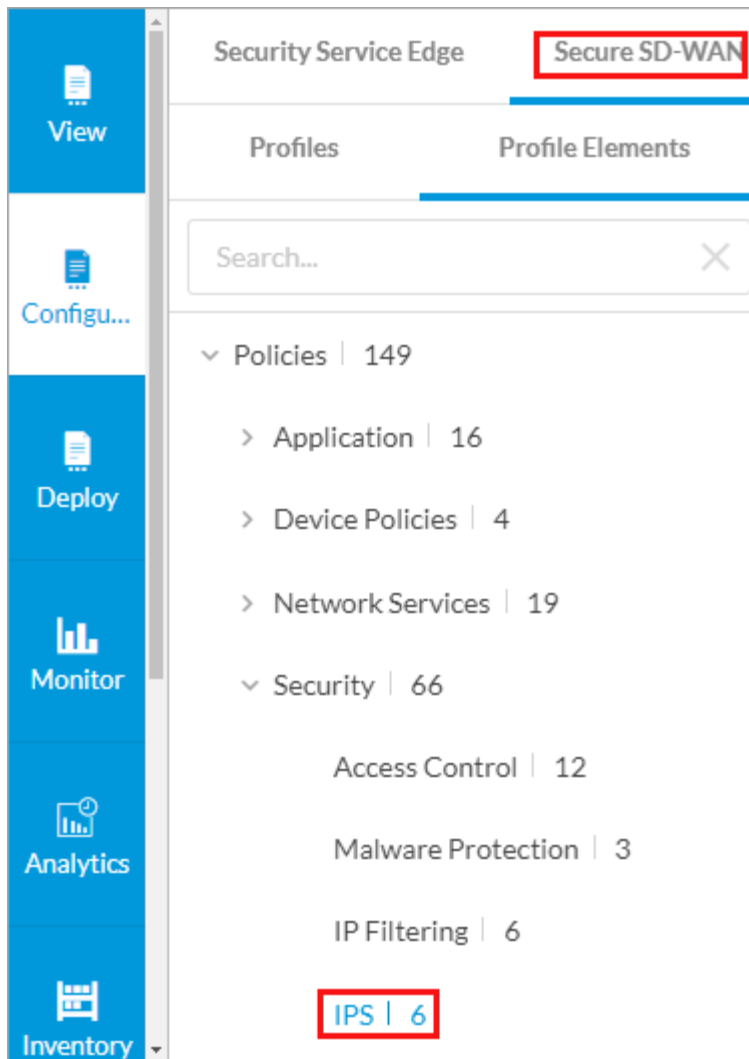 View
Configu...
Deploy
Monitor
Analytics
Inventory
Security Service Edge
Secure SD-WAN
Profiles
Profile Elements
Search...
Policies 149
Application 16
Device Policies 4
Network Services 19
Security 66
Access Control 12
Malware Protection 3
IP Filtering 6
IPS 6